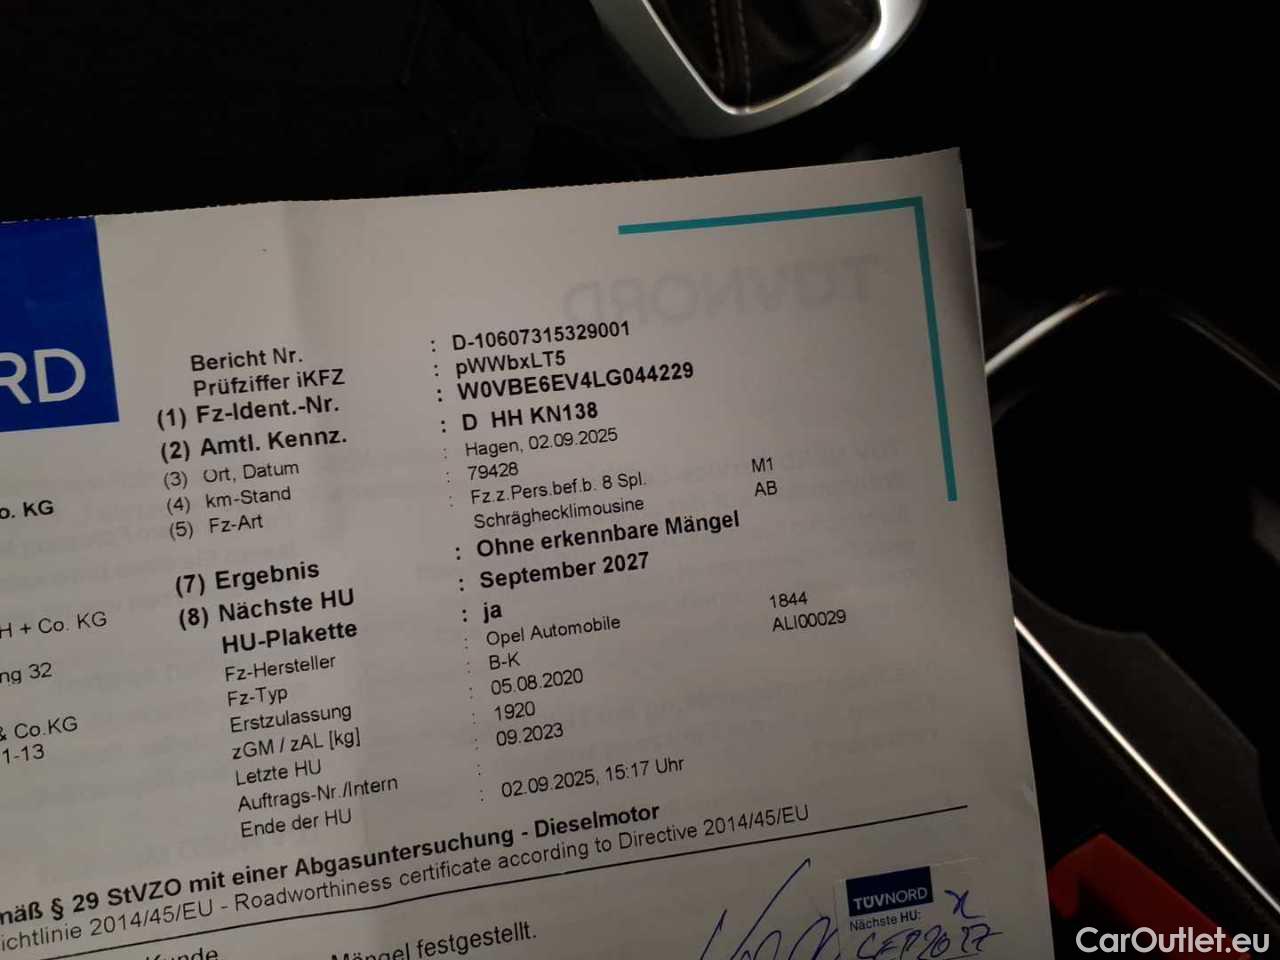 TÜVNORD
RD
Bericht Nr. : D-10607315329001
Prüfziffer iKFZ : pWWbxLT5
(1) Fz-Ident.-Nr. : W0VBE6EV4LG044229
(2) Amtl. Kennz. : D HH KN138
(3) Ort, Datum : Hagen, 02.09.2025
(4) km-Stand : 79428
(5) Fz-Art : Fz.z.Pers.bef.b. 8 Spl. M1
Schräghecklimousine AB
(7) Ergebnis : Ohne erkennbare Mängel
(8) Nächste HU : September 2027
HU-Plakette : ja
Fz-Hersteller : Opel Automobile 1844
Fz-Typ : B-K ALI00029
Erstzulassung : 05.08.2020
zGM / zAL [kg] : 1920
Letzte HU : 09.2023
Auftrags-Nr./Intern :
Ende der HU : 02.09.2025, 15:17 Uhr
o. KG
H + Co. KG
ng 32
& Co.KG
1-13
mäß § 29 StVZO mit einer Abgasuntersuchung - Dieselmotor
ichtlinie 2014/45/EU - Roadworthiness certificate according to Directive 2014/45/EU
Kunde
Mängel festgestellt.
TÜVNORD
Nächste HU:
SEP 2027
CarOutlet.eu